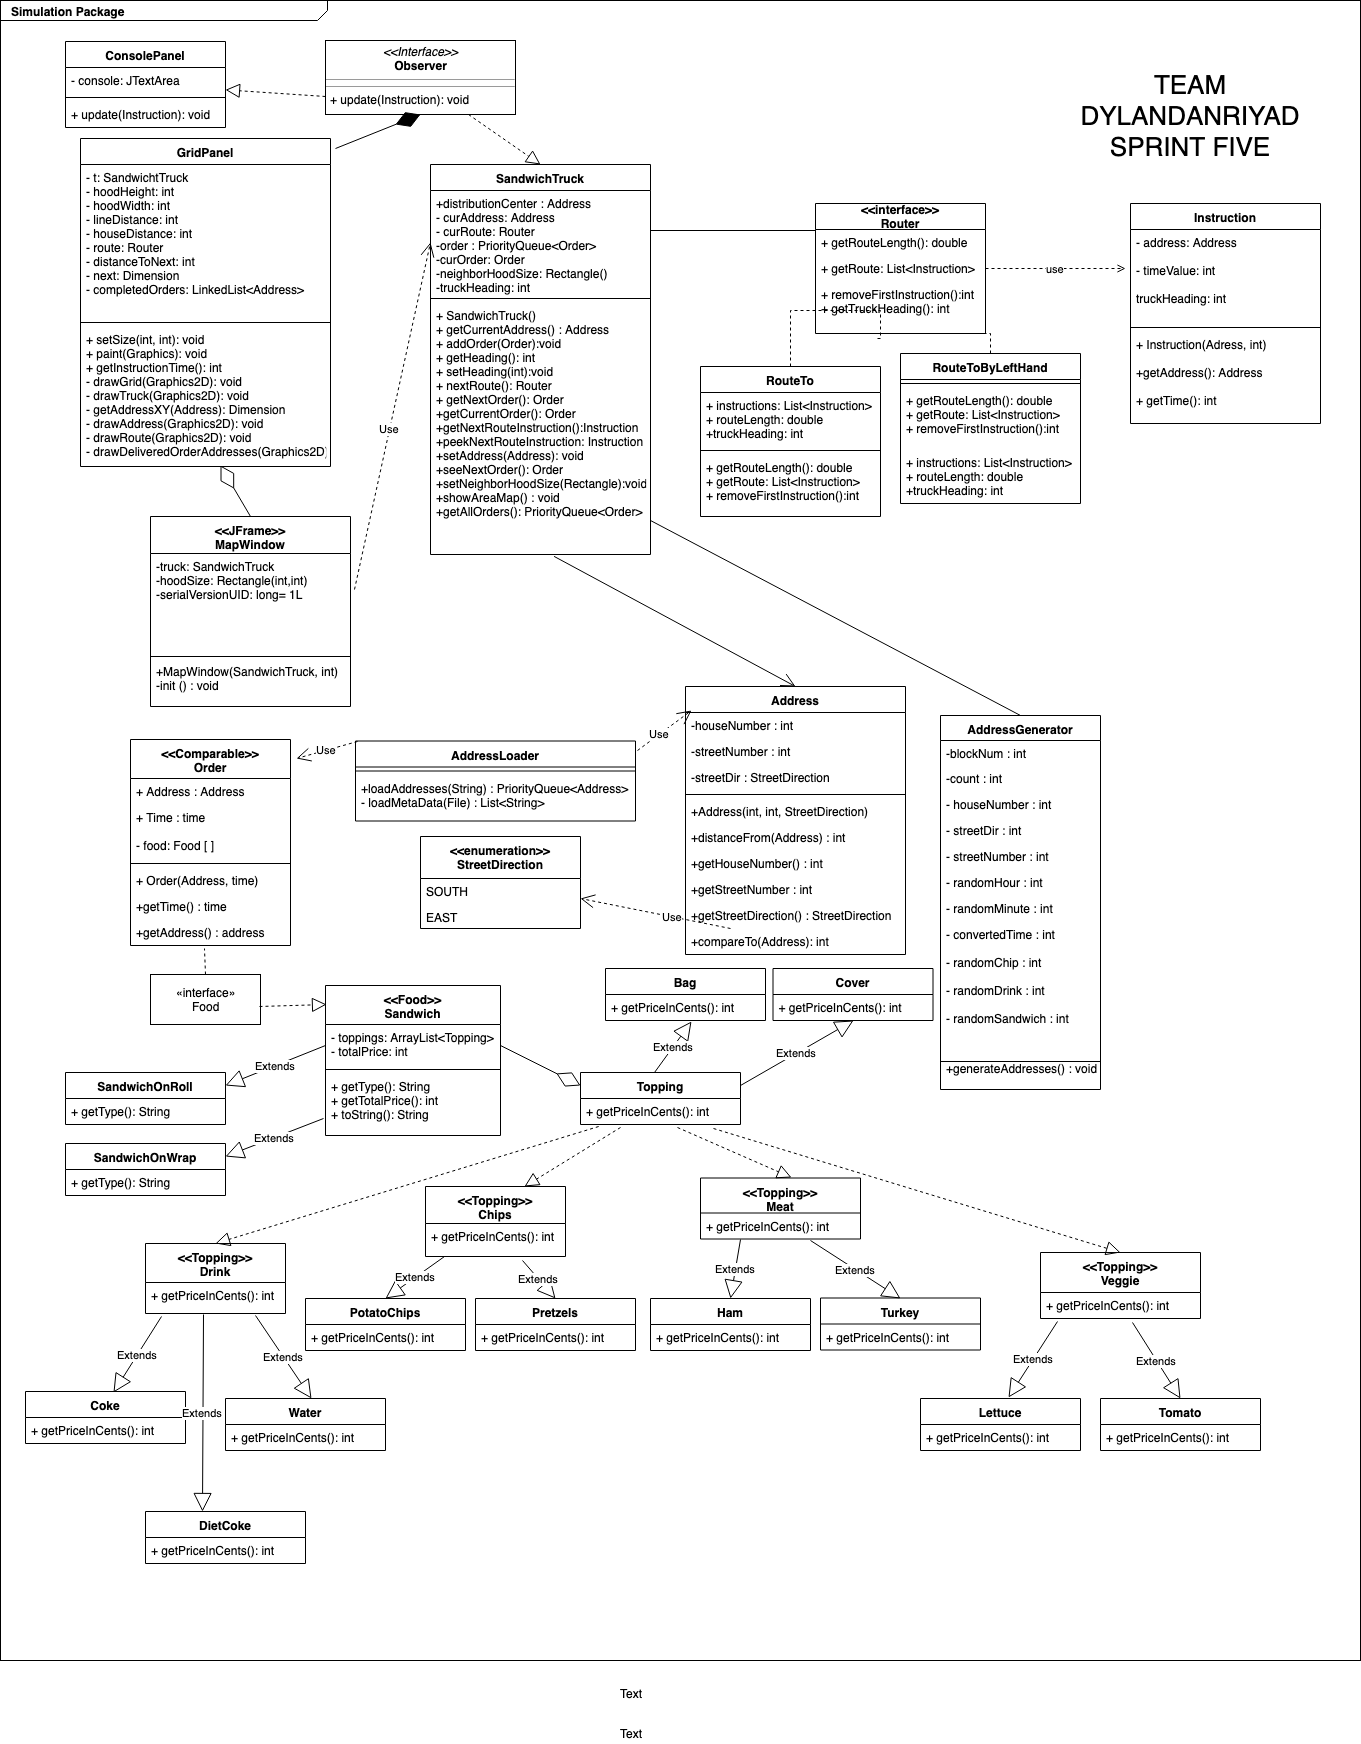 Simulation Package
ConsolePanel
- console: JTextArea
+ update(Instruction): void
<<Interface>>
Observer
+ update(Instruction): void
TEAM
DYLANDANRIYAD
SPRINT FIVE
GridPanel
- t: SandwichtTruck
- hoodHeight: int
- hoodWidth: int
- lineDistance: int
- houseDistance: int
- route: Router
- distanceToNext: int
- next: Dimension
- completedOrders: LinkedList<Address>
+ setSize(int, int): void
+ paint(Graphics): void
+ getInstructionTime(): int
- drawGrid(Graphics2D): void
- drawTruck(Graphics2D): void
- getAddressXY(Address): Dimension
- drawAddress(Graphics2D): void
- drawRoute(Graphics2D): void
- drawDeliveredOrderAddresses(Graphics2D)
SandwichTruck
+distributionCenter : Address
- curAddress: Address
- curRoute: Router
-order : PriorityQueue<Order>
-curOrder: Order
-neighborHoodSize: Rectangle()
-truckHeading: int
+ SandwichTruck()
+ getCurrentAddress() : Address
+ addOrder(Order):void
+ getHeading(): int
+ setHeading(int):void
+ nextRoute(): Router
+ getNextOrder(): Order
+getCurrentOrder(): Order
+getNextRouteInstruction():Instruction
+peekNextRouteInstruction: Instruction
+setAddress(Address): void
+seeNextOrder(): Order
+setNeighborHoodSize(Rectangle):void
+showAreaMap() : void
+getAllOrders(): PriorityQueue<Order>
<<interface>>
Router
+ getRouteLength(): double
+ getRoute: List<Instruction>
+ removeFirstInstruction():int
+ getTruckHeading(): int
use
Instruction
- address: Address
- timeValue: int
truckHeading: int
+ Instruction(Adress, int)
+getAddress(): Address
+ getTime(): int
RouteTo
+ instructions: List<Instruction>
+ routeLength: double
+truckHeading: int
+ getRouteLength(): double
+ getRoute: List<Instruction>
+ removeFirstInstruction():int
RouteToByLeftHand
+ getRouteLength(): double
+ getRoute: List<Instruction>
+ removeFirstInstruction():int
+ instructions: List<Instruction>
+ routeLength: double
+truckHeading: int
Use
<<JFrame>>
MapWindow
-truck: SandwichTruck
-hoodSize: Rectangle(int,int)
-serialVersionUID: long= 1L
+MapWindow(SandwichTruck, int)
-init () : void
<<Comparable>>
Order
+ Address : Address
+ Time : time
- food: Food [ ]
+ Order(Address, time)
+getTime() : time
+getAddress() : address
Use
AddressLoader
+loadAddresses(String) : PriorityQueue<Address>
- loadMetaData(File) : List<String>
Use
Address
-houseNumber : int
-streetNumber : int
-streetDir : StreetDirection
+Address(int, int, StreetDirection)
+distanceFrom(Address) : int
+getHouseNumber() : int
+getStreetNumber : int
+getStreetDirection() : StreetDirection
+compareTo(Address): int
Use
AddressGenerator
-blockNum : int
-count : int
- houseNumber : int
- streetDir : int
- streetNumber : int
- randomHour : int
- randomMinute : int
- convertedTime : int
- randomChip : int
- randomDrink : int
- randomSandwich : int
+generateAddresses() : void
<<enumeration>>
StreetDirection
SOUTH
EAST
«interface»
Food
<<Food>>
Sandwich
- toppings: ArrayList<Topping>
- totalPrice: int
+ getType(): String
+ getTotalPrice(): int
+ toString(): String
Bag
+ getPriceInCents(): int
Cover
+ getPriceInCents(): int
Extends
Extends
Extends
SandwichOnRoll
+ getType(): String
Topping
+ getPriceInCents(): int
Extends
SandwichOnWrap
+ getType(): String
<<Topping>>
Chips
+ getPriceInCents(): int
<<Topping>>
Meat
+ getPriceInCents(): int
<<Topping>>
Drink
+ getPriceInCents(): int
<<Topping>>
Veggie
+ getPriceInCents(): int
Extends
Extends
Extends
Extends
PotatoChips
+ getPriceInCents(): int
Pretzels
+ getPriceInCents(): int
Ham
+ getPriceInCents(): int
Turkey
+ getPriceInCents(): int
Extends
Extends
Extends
Extends
Coke
+ getPriceInCents(): int
Extends
Water
+ getPriceInCents(): int
Lettuce
+ getPriceInCents(): int
Tomato
+ getPriceInCents(): int
DietCoke
+ getPriceInCents(): int
Text
Text